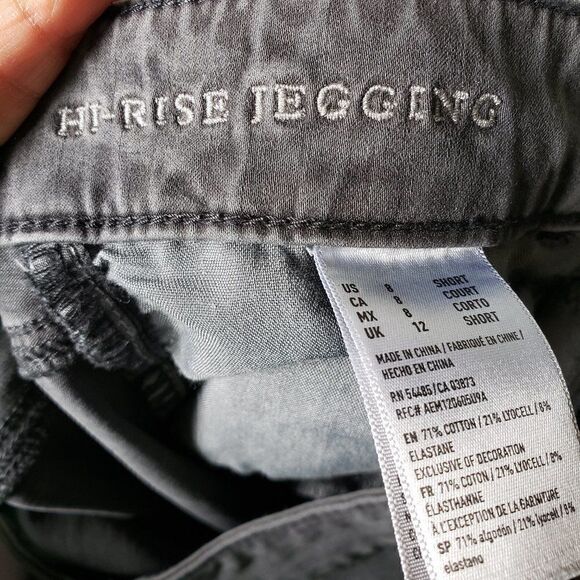 HI-RISE JEGGING
US 8 SHORT
CA 8 COURT
MX 8 CORTO
UK 12 SHORT
MADE IN CHINA / FABRIQUÉ EN CHINE /
HECHO EN CHINA
RN 54485 / CA 03873
RFC# AEM120605U9A
EN 71% COTTON / 21% LYOCELL / 8%
ELASTANE
EXCLUSIVE OF DECORATION
FR 71% COTON / 21% LYOCELL / 8%
ÉLASTHANNE
À L'EXCEPTION DE LA GARNITURE
SP 71% algodón / 21% lyocel / 8%
elastano